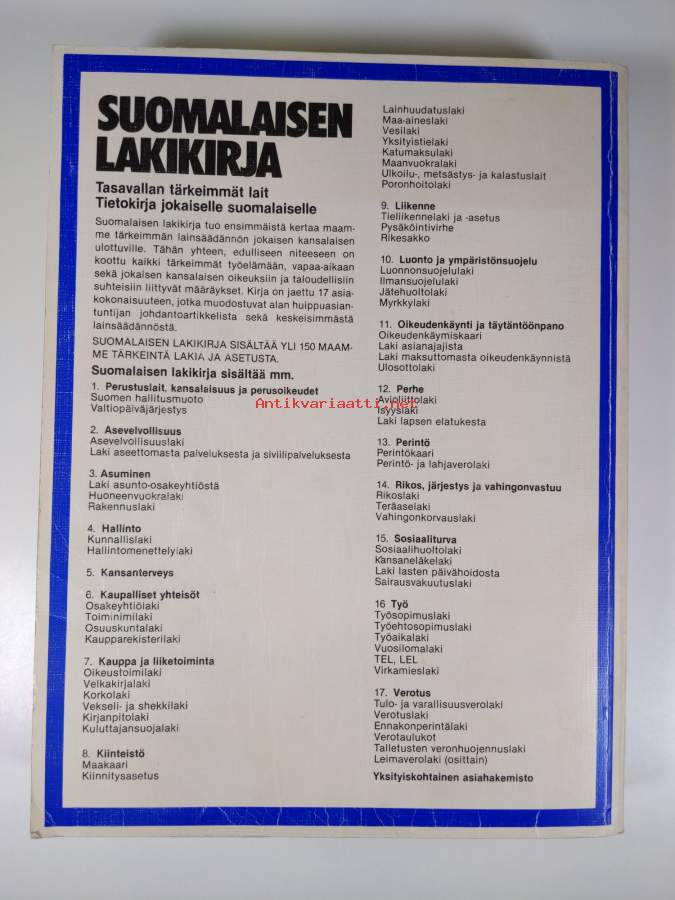 SUOMALAISEN
LAKIKIRJA
Tasavallan tärkeimmät lait
Tietokirja jokaiselle suomalaiselle
Suomalaisen lakikirja tuo ensimmäistä kertaa maam-
me tärkeimmän lainsäädännön jokaisen kansalaisen
ulottuville. Tähän yhteen, edulliseen niteeseen on
koottu kaikki tärkeimmät työelämään, vapaa-aikaan
sekä jokaisen kansalaisen oikeuksiin ja taloudellisiin
suhteisiin liittyvät määräykset. Kirja on jaettu 17 asia-
kokonaisuuteen, jotka muodostuvat alan huippuasian-
tuntijan johdantoartikkelista sekä keskeisimmästä
lainsäädännöstä.
SUOMALAISEN LAKIKIRJA SISÄLTÄÄ YLI 150 MAAM-
ME TÄRKEINTÄ LAKIA JA ASETUSTA.
Suomalaisen lakikirja sisältää mm.
1. Perustuslait, kansalaisuus ja perusoikeudet
Suomen hallitusmuoto
Valtiopäiväjärjestys
2. Asevelvollisuus
Asevelvollisuuslaki
Laki aseettomasta palveluksesta ja siviilipalveluksesta
3. Asuminen
Laki asunto-osakeyhtiöstä
Huoneenvuokralaki
Rakennuslaki
4. Hallinto
Kunnallislaki
Hallintomenettelylaki
5. Kansanterveys
6. Kaupalliset yhteisöt
Osakeyhtiölaki
Toiminimilaki
Osuuskuntalaki
Kaupparekisterilaki
7. Kauppa ja liiketoiminta
Oikeustoimilaki
Velkakirjalaki
Korkolaki
Vekseli- ja shekkilaki
Kirjanpitolaki
Kuluttajansuojalaki
8. Kiinteistö
Maakaari
Kiinnitysasetus
Lainhuudatuslaki
Maa-aineslaki
Vesilaki
Yksityistielaki
Katumaksulaki
Maanvuokralaki
Ulkoilu-, metsästys- ja kalastuslait
Poronhoitolaki
9. Liikenne
Tieliikennelaki ja -asetus
Pysäköintivirhe
Rikesakko
10. Luonto ja ympäristönsuojelu
Luonnonsuojelulaki
Ilmansuojelulaki
Jätehuoltolaki
Myrkkylaki
11. Oikeudenkäynti ja täytäntöönpano
Oikeudenkäymiskaari
Laki asianajajista
Laki maksuttomasta oikeudenkäynnistä
Ulosottolaki
12. Perhe
Avioliittolaki
Isyyslaki
Laki lapsen elatuksesta
13. Perintö
Perintökaari
Perintö- ja lahjaverolaki
14. Rikos, järjestys ja vahingonvastuu
Rikoslaki
Teräaselaki
Vahingonkorvauslaki
15. Sosiaaliturva
Sosiaalihuoltolaki
Kansaneläkelaki
Laki lasten päivähoidosta
Sairausvakuutuslaki
16 Työ
Työsopimuslaki
Työehtosopimuslaki
Työaikalaki
Vuosilomalaki
TEL, LEL
Virkamieslaki
17. Verotus
Tulo- ja varallisuusverolaki
Verotuslaki
Ennakonperintälaki
Verotaulukot
Talletusten veronhuojennuslaki
Leimaverolaki (osittain)
Yksityiskohtainen asiahakemisto
Antikvariaatti.net